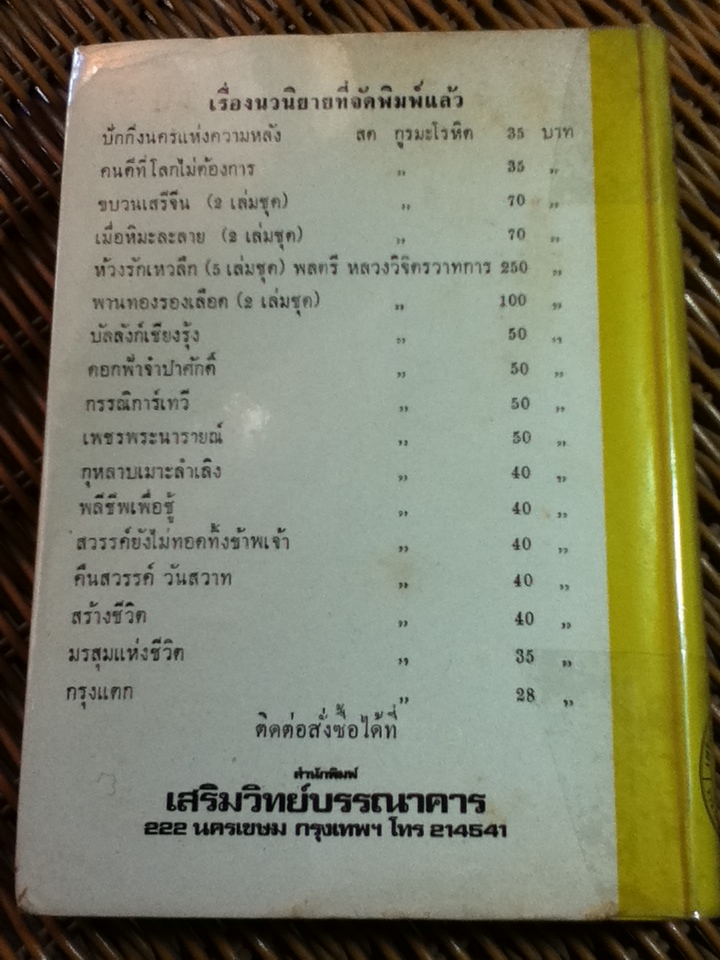 เรื่องนวนิยายที่จัดพิมพ์แล้ว
ปักกิ่งนครแห่งความหลัง สด กูรมะโรหิต 35 บาท
คนดีที่โลกไม่ต้องการ ,, 35 ,,
ขบวนเสรีจีน (2 เล่มชุด) ,, 70 ,,
เมื่อหิมะละลาย (2 เล่มชุด) ,, 70 ,,
ห้วงรักเหวลึก (5 เล่มชุด) พลตรี หลวงวิจิตรวาทการ 250 ,,
พานทองรองเลือด (2 เล่มชุด) ,, 100 ,,
บัลลังก์เชียงรุ้ง ,, 50 ,,
ดอกฟ้าจำปาศักดิ์ ,, 50 ,,
กรรณิการ์เทวี ,, 50 ,,
เพชรพระนารายณ์ ,, 50 ,,
กุหลาบเมาะลำเลิง ,, 40 ,,
พลีชีพเพื่อชู้ ,, 40 ,,
สวรรค์ยังไม่ทอดทิ้งข้าพเจ้า ,, 40 ,,
คืนสวรรค์ วันสวาท ,, 40 ,,
สร้างชีวิต ,, 40 ,,
มรสุมแห่งชีวิต ,, 35 ,,
กรุงแตก ,, 28 ,,
ติดต่อสั่งซื้อได้ที่
สำนักพิมพ์
เสริมวิทย์บรรณาคาร
222 นครเขษม กรุงเทพฯ โทร 214541